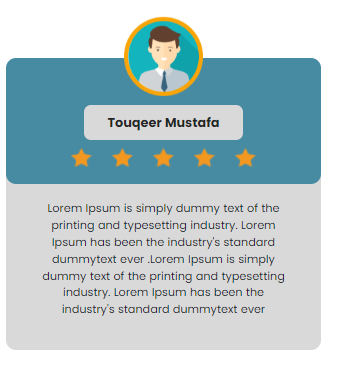 Touqeer Mustafa
Lorem Ipsum is simply dummy text of the
printing and typesetting industry. Lorem
Ipsum has been the industry's standard
dummytext ever .Lorem Ipsum is simply
dummy text of the printing and typesetting
industry. Lorem Ipsum has been the
industry's standard dummytext ever